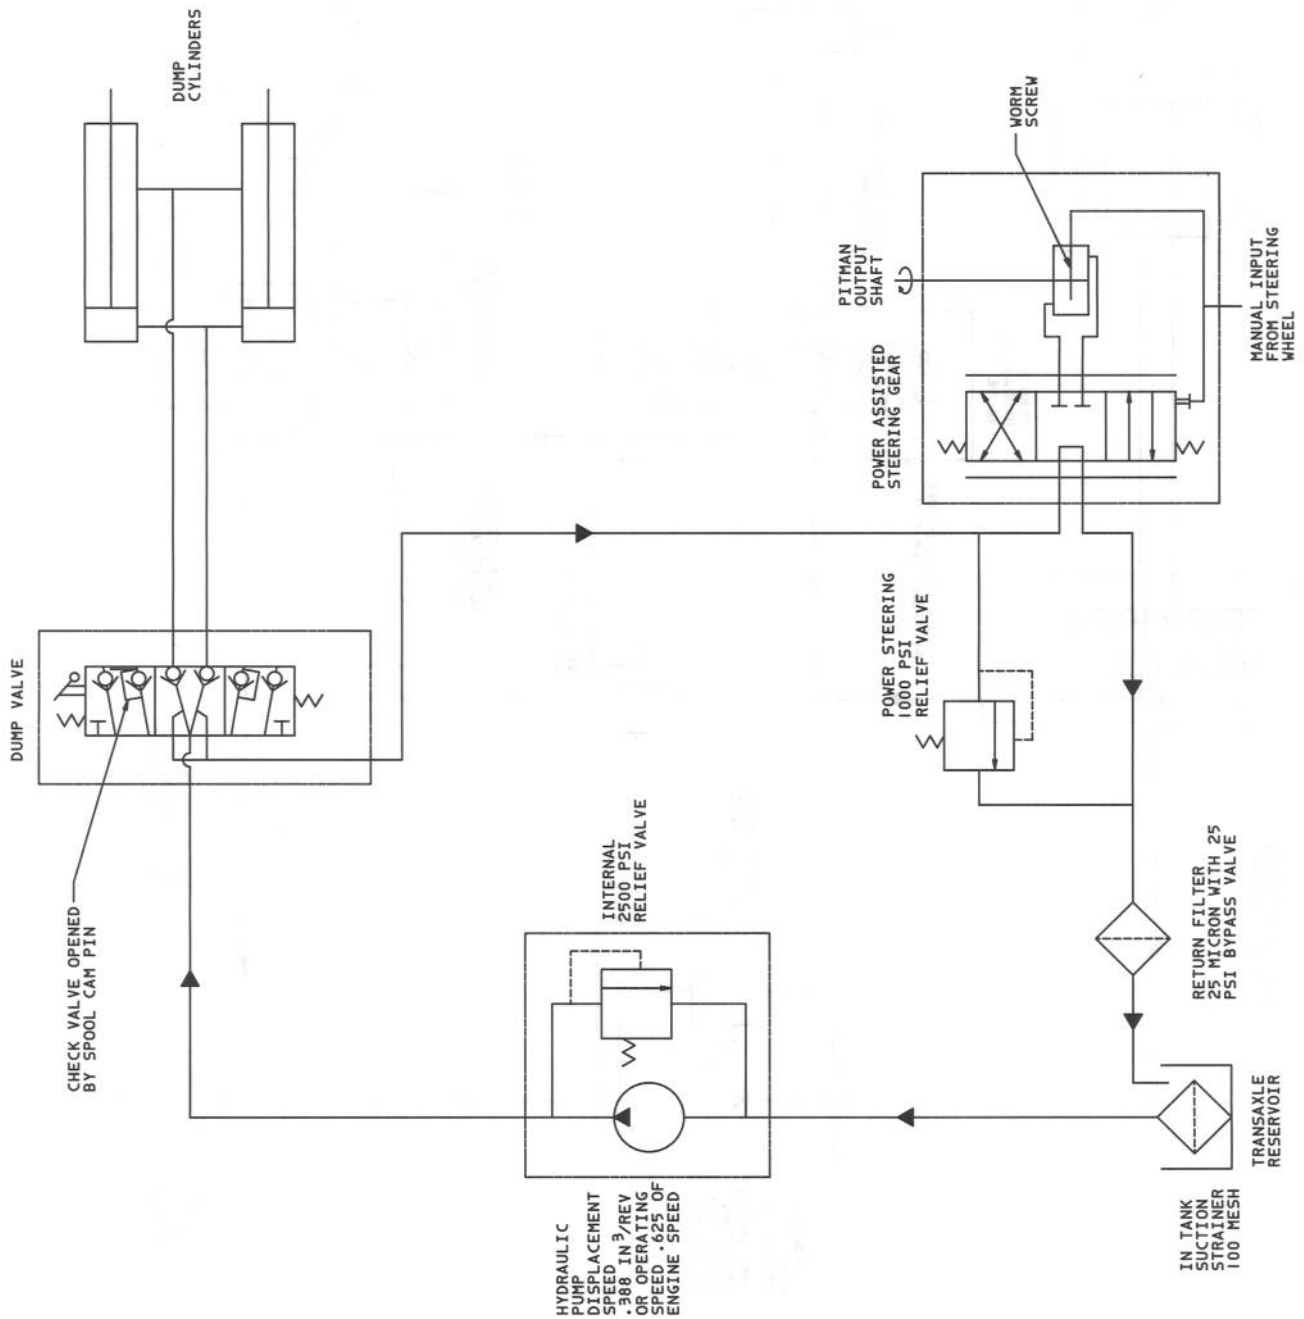 DUMP
CYLINDERS
DUMP VALVE
CHECK VALVE OPENED
BY SPOOL CAM PIN
INTERNAL
2500 PSI
RELIEF VALVE
HYDRAULIC
PUMP
DISPLACEMENT
SPEED
.388 IN³/REV
OR OPERATING
SPEED .625 OF
ENGINE SPEED
POWER STEERING
1000 PSI
RELIEF VALVE
POWER ASSISTED
STEERING GEAR
PITMAN
OUTPUT
SHAFT
WORM
SCREW
MANUAL INPUT
FROM STEERING
WHEEL
RETURN FILTER
25 MICRON WITH 25
PSI BYPASS VALVE
IN TANK
SUCTION
STRAINER
100 MESH
TRANSAXLE
RESERVOIR